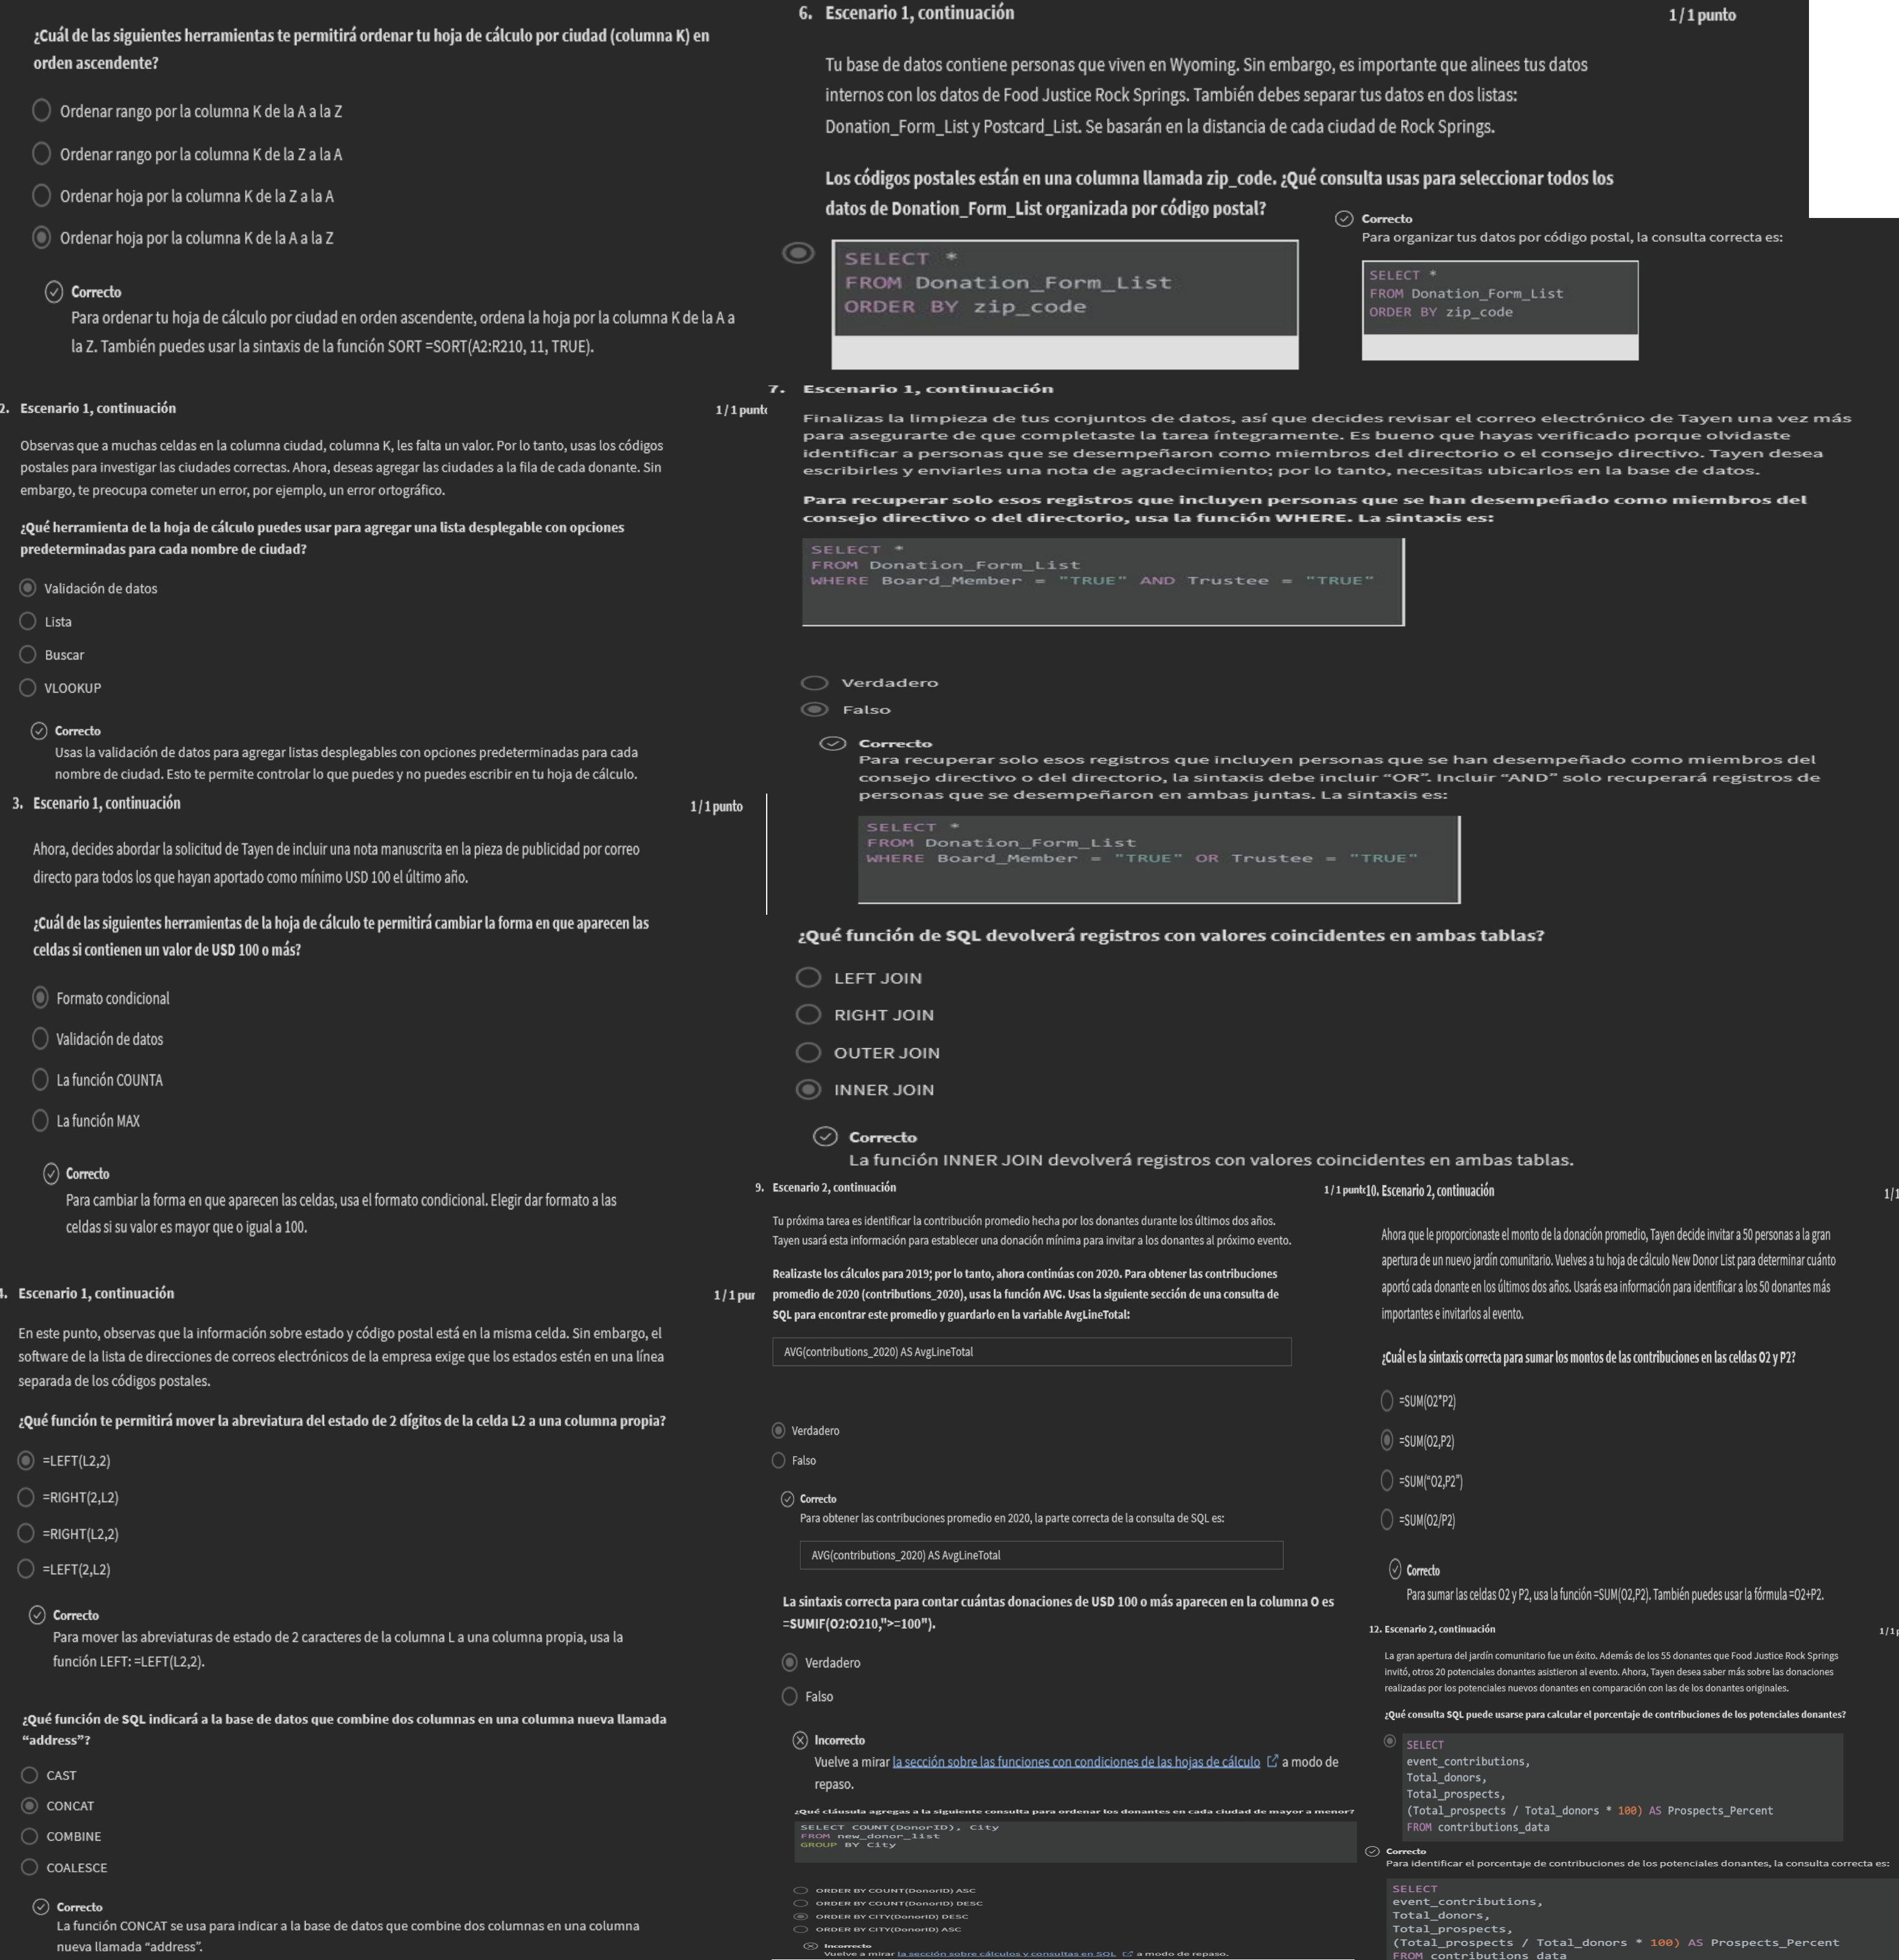 ¿Cuál de las siguientes herramientas te permitirá ordenar tu hoja de cálculo por ciudad (columna K) en
orden ascendente?
Ordenar rango por la columna K de la A a la Z
Ordenar rango por la columna K de la Z a la A
Ordenar hoja por la columna K de la Z a la A
Ordenar hoja por la columna K de la A a la Z
Correcto
Para ordenar tu hoja de cálculo por ciudad en orden ascendente, ordena la hoja por la columna K de la A a
la Z. También puedes usar la sintaxis de la función SORT =SORT(A2:R210, 11, TRUE).
2. Escenario 1, continuación
1 / 1 punto
Observas que a muchas celdas en la columna ciudad, columna K, les falta un valor. Por lo tanto, usas los códigos
postales para investigar las ciudades correctas. Ahora, deseas agregar las ciudades a la fila de cada donante. Sin
embargo, te preocupa cometer un error, por ejemplo, un error ortográfico.
¿Qué herramienta de la hoja de cálculo puedes usar para agregar una lista desplegable con opciones
predeterminadas para cada nombre de ciudad?
Validación de datos
Lista
Buscar
VLOOKUP
Correcto
Usas la validación de datos para agregar listas desplegables con opciones predeterminadas para cada
nombre de ciudad. Esto te permite controlar lo que puedes y no puedes escribir en tu hoja de cálculo.
3. Escenario 1, continuación
1 / 1 punto
Ahora, decides abordar la solicitud de Tayen de incluir una nota manuscrita en la pieza de publicidad por correo
directo para todos los que hayan aportado como mínimo USD 100 el último año.
¿Cuál de las siguientes herramientas de la hoja de cálculo te permitirá cambiar la forma en que aparecen las
celdas si contienen un valor de USD 100 o más?
Formato condicional
Validación de datos
La función COUNTA
La función MAX
Correcto
Para cambiar la forma en que aparecen las celdas, usa el formato condicional. Elegir dar formato a las
celdas si su valor es mayor que o igual a 100.
Escenario 1, continuación
1 / 1 pur
En este punto, observas que la información sobre estado y código postal está en la misma celda. Sin embargo, el
software de la lista de direcciones de correos electrónicos de la empresa exige que los estados estén en una línea
separada de los códigos postales.
¿Qué función te permitirá mover la abreviatura del estado de 2 dígitos de la celda L2 a una columna propia?
=LEFT(L2,2)
=RIGHT(2,L2)
=RIGHT(L2,2)
=LEFT(2,L2)
Correcto
Para mover las abreviaturas de estado de 2 caracteres de la columna L a una columna propia, usa la
función LEFT: =LEFT(L2,2).
¿Qué función de SQL indicará a la base de datos que combine dos columnas en una columna nueva llamada
“address”?
CAST
CONCAT
COMBINE
COALESCE
Correcto
La función CONCAT se usa para indicar a la base de datos que combine dos columnas en una columna
nueva llamada “address”.
6. Escenario 1, continuación
1 / 1 punto
Tu base de datos contiene personas que viven en Wyoming. Sin embargo, es importante que alinees tus datos
internos con los datos de Food Justice Rock Springs. También debes separar tus datos en dos listas:
Donation_Form_List y Postcard_List. Se basarán en la distancia de cada ciudad de Rock Springs.
Los códigos postales están en una columna llamada zip_code. ¿Qué consulta usas para seleccionar todos los
datos de Donation_Form_List organizada por código postal?
SELECT *
FROM Donation_Form_List
ORDER BY zip_code
Correcto
Para organizar tus datos por código postal, la consulta correcta es:
SELECT *
FROM Donation_Form_List
ORDER BY zip_code
7. Escenario 1, continuación
Finalizas la limpieza de tus conjuntos de datos, así que decides revisar el correo electrónico de Tayen una vez más
para asegurarte de que completaste la tarea íntegramente. Es bueno que hayas verificado porque olvidaste
identificar a personas que se desempeñaron como miembros del directorio o el consejo directivo. Tayen desea
escribirles y enviarles una nota de agradecimiento; por lo tanto, necesitas ubicarlos en la base de datos.
Para recuperar solo esos registros que incluyen personas que se han desempeñado como miembros del
consejo directivo o del directorio, usa la función WHERE. La sintaxis es:
SELECT *
FROM Donation_Form_List
WHERE Board_Member = "TRUE" AND Trustee = "TRUE"
Verdadero
Falso
Correcto
Para recuperar solo esos registros que incluyen personas que se han desempeñado como miembros del
consejo directivo o del directorio, la sintaxis debe incluir “OR”. Incluir “AND” solo recuperará registros de
personas que se desempeñaron en ambas juntas. La sintaxis es:
SELECT *
FROM Donation_Form_List
WHERE Board_Member = "TRUE" OR Trustee = "TRUE"
¿Qué función de SQL devolverá registros con valores coincidentes en ambas tablas?
LEFT JOIN
RIGHT JOIN
OUTER JOIN
INNER JOIN
Correcto
La función INNER JOIN devolverá registros con valores coincidentes en ambas tablas.
9. Escenario 2, continuación
1 / 1 punto
Tu próxima tarea es identificar la contribución promedio hecha por los donantes durante los últimos dos años.
Tayen usará esta información para establecer una donación mínima para invitar a los donantes al próximo evento.
Realizaste los cálculos para 2019; por lo tanto, ahora continúas con 2020. Para obtener las contribuciones
promedio de 2020 (contributions_2020), usas la función AVG. Usas la siguiente sección de una consulta de
SQL para encontrar este promedio y guardarlo en la variable AvgLineTotal:
AVG(contributions_2020) AS AvgLineTotal
Verdadero
Falso
Correcto
Para obtener las contribuciones promedio en 2020, la parte correcta de la consulta de SQL es:
AVG(contributions_2020) AS AvgLineTotal
La sintaxis correcta para contar cuántas donaciones de USD 100 o más aparecen en la columna O es
=SUMIF(O2:O210,">=100").
Verdadero
Falso
Incorrecto
Vuelve a mirar la sección sobre las funciones con condiciones de las hojas de cálculo a modo de
repaso.
¿Qué cláusula agregas a la siguiente consulta para ordenar los donantes en cada ciudad de mayor a menor?
SELECT COUNT(DonorID), City
FROM new_donor_list
GROUP BY City
ORDER BY COUNT(DonorID) ASC
ORDER BY COUNT(DonorID) DESC
ORDER BY CITY(DonorID) DESC
ORDER BY CITY(DonorID) ASC
Incorrecto
Vuelve a mirar la sección sobre cálculos y consultas en SQL a modo de repaso.
10. Escenario 2, continuación
1 / 1
Ahora que le proporcionaste el monto de la donación promedio, Tayen decide invitar a 50 personas a la gran
apertura de un nuevo jardín comunitario. Vuelves a tu hoja de cálculo New Donor List para determinar cuánto
aportó cada donante en los últimos dos años. Usarás esa información para identificar a los 50 donantes más
importantes e invitarlos al evento.
¿Cuál es la sintaxis correcta para sumar los montos de las contribuciones en las celdas O2 y P2?
=SUM(O2*P2)
=SUM(O2,P2)
=SUM(“O2,P2”)
=SUM(O2/P2)
Correcto
Para sumar las celdas O2 y P2, usa la función =SUM(O2,P2). También puedes usar la fórmula =O2+P2.
12. Escenario 2, continuación
1 / 1 p
La gran apertura del jardín comunitario fue un éxito. Además de los 55 donantes que Food Justice Rock Springs
invitó, otros 20 potenciales donantes asistieron al evento. Ahora, Tayen desea saber más sobre las donaciones
realizadas por los potenciales nuevos donantes en comparación con las de los donantes originales.
¿Qué consulta SQL puede usarse para calcular el porcentaje de contribuciones de los potenciales donantes?
SELECT
event_contributions,
Total_donors,
Total_prospects,
(Total_prospects / Total_donors * 100) AS Prospects_Percent
FROM contributions_data
Correcto
Para identificar el porcentaje de contribuciones de los potenciales donantes, la consulta correcta es:
SELECT
event_contributions,
Total_donors,
Total_prospects,
(Total_prospects / Total_donors * 100) AS Prospects_Percent
FROM contributions_data